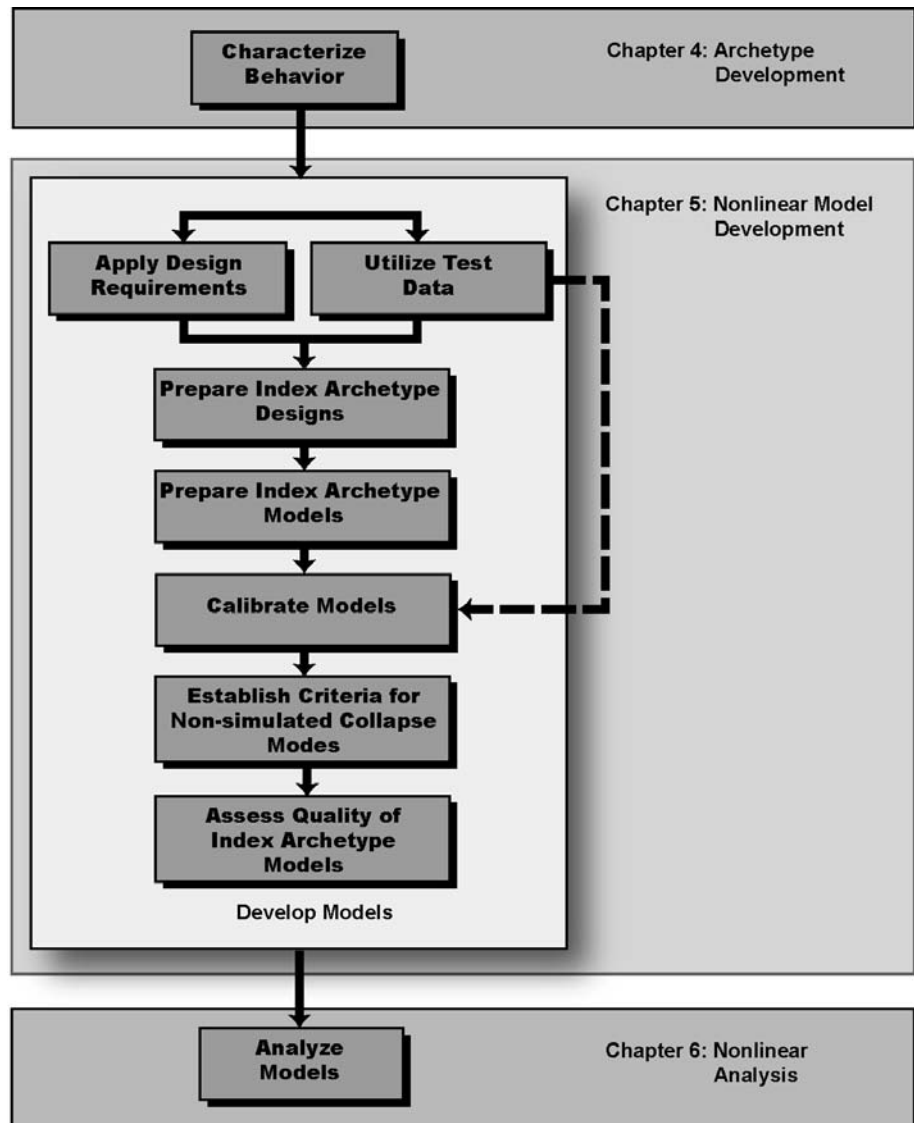 Characterize
Behavior
Chapter 4: Archetype
Development
Chapter 5: Nonlinear Model
Development
Apply Design
Requirements
Utilize Test
Data
Prepare Index Archetype
Designs
Prepare Index Archetype
Models
Calibrate Models
Establish Criteria for
Non-simulated Collapse
Modes
Assess Quality of
Index Archetype
Models
Develop Models
Analyze
Models
Chapter 6: Nonlinear
Analysis